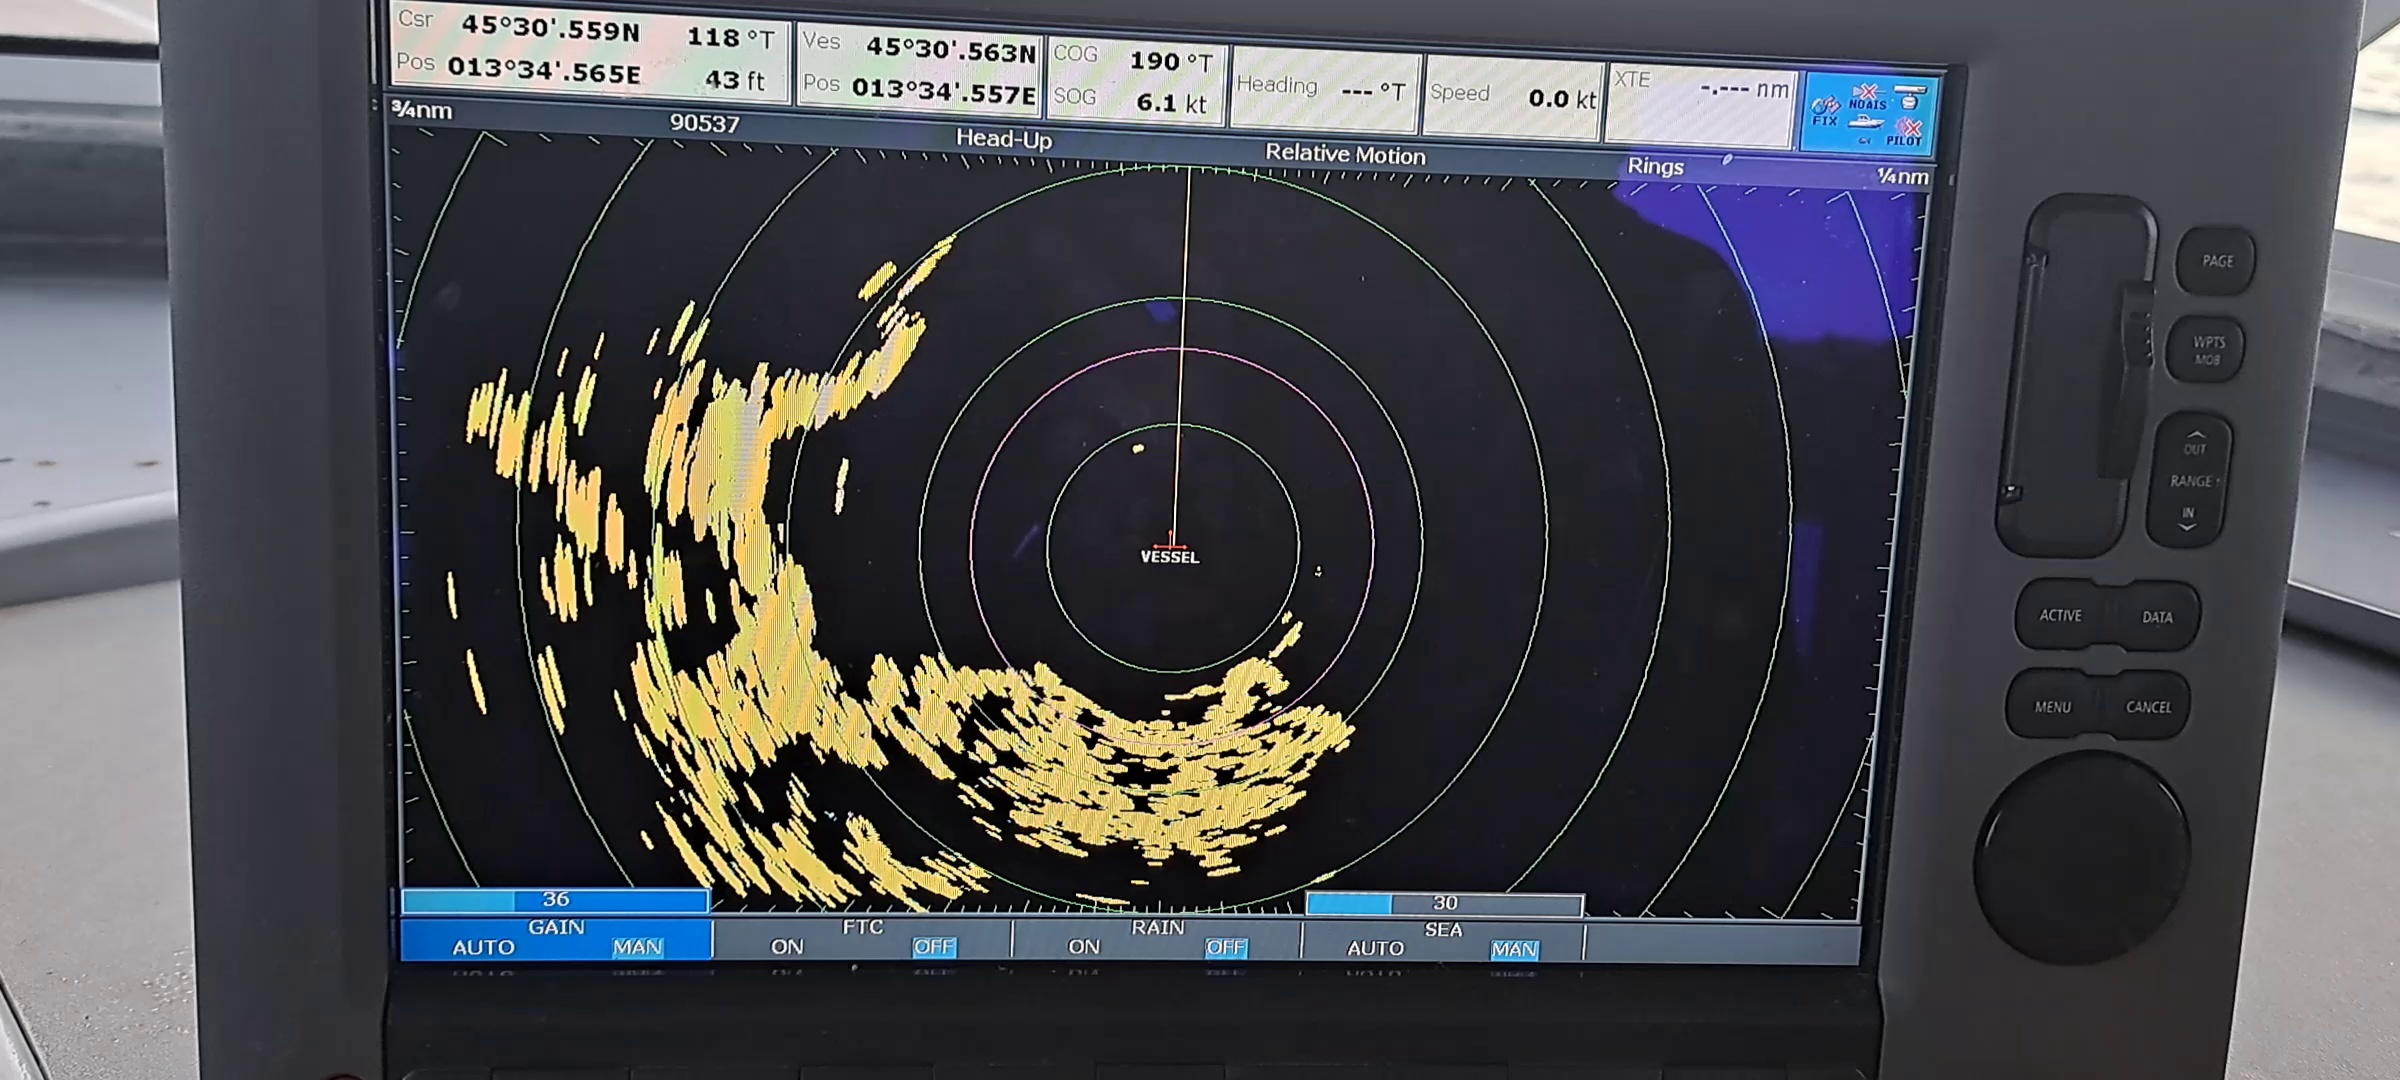 Csr 45°30'.559N 118 °T
Pos 013°34'.565E 43 ft
Ves 45°30'.563N
Pos 013°34'.557E
COG 190 °T
SOG 6.1 kt
Heading --- °T
Speed 0.0 kt
XTE -.--- nm
NOAIS
FIX
PILOT
¾nm 90537 Head-Up Relative Motion Rings ¼nm
VESSEL
36
30
GAIN
AUTO MAN
FTC
ON OFF
RAIN
ON OFF
SEA
AUTO MAN
PAGE
WPTS
MOB
OUT
RANGE
IN
ACTIVE DATA
MENU CANCEL